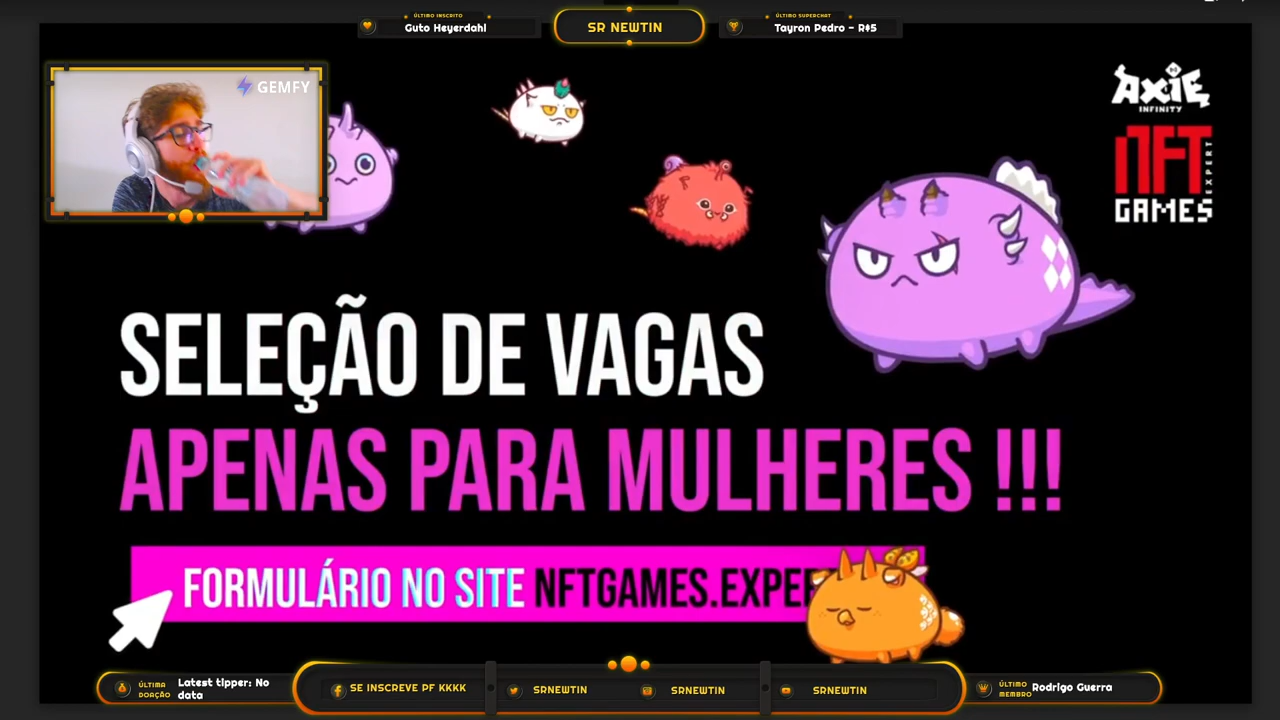 ÚLTIMO INSCRITO
Guto Heyerdahl
SR NEWTIN
ÚLTIMO SUPERCHAT
Tayron Pedro - R$5
GEMFY
AXIE
INFINITY
NFT
EXPERT
GAMES
SELEÇÃO DE VAGAS
APENAS PARA MULHERES !!!
FORMULÁRIO NO SITE NFTGAMES.EXPER
ÚLTIMA
DOAÇÃO
Latest tipper: No
data
SE INSCREVE PF KKKK
SRNEWTIN
SRNEWTIN
SRNEWTIN
ÚLTIMO
MEMBRO
Rodrigo Guerra